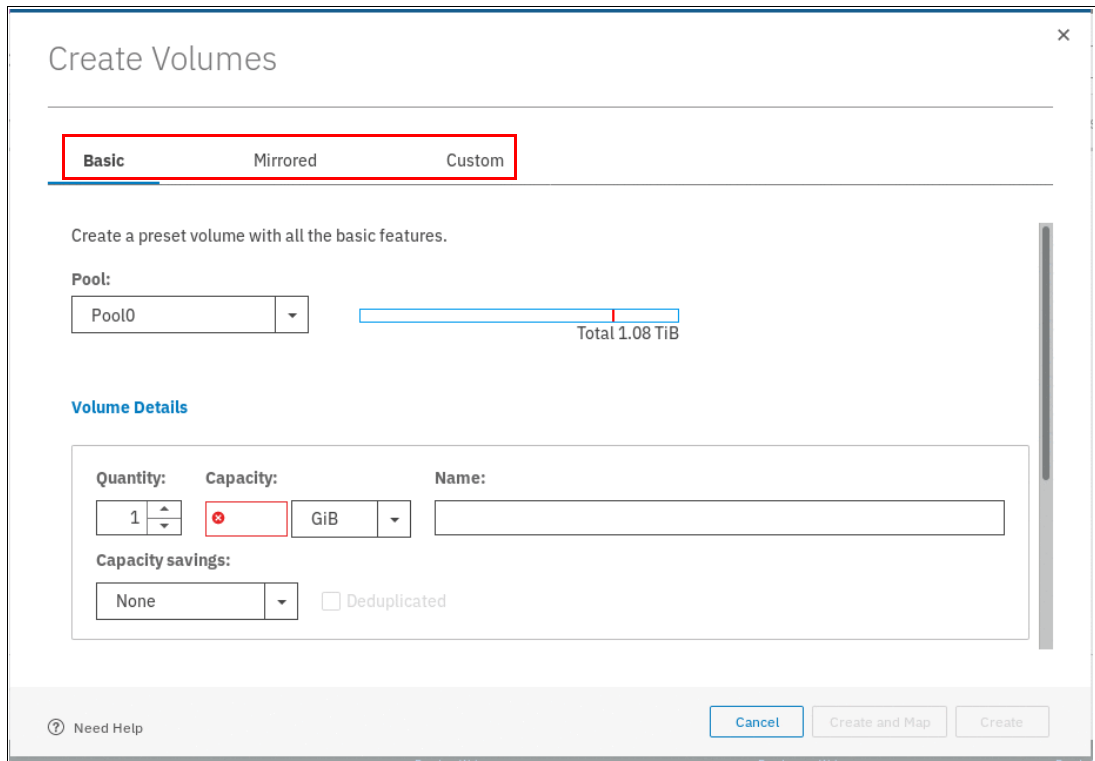 Create Volumes
Basic Mirrored Custom
Create a preset volume with all the basic features.
Pool:
Pool0
Total 1.08 TiB
Volume Details
Quantity: Capacity: Name:
1 GiB
Capacity savings:
None Deduplicated
Need Help Cancel Create and Map Create